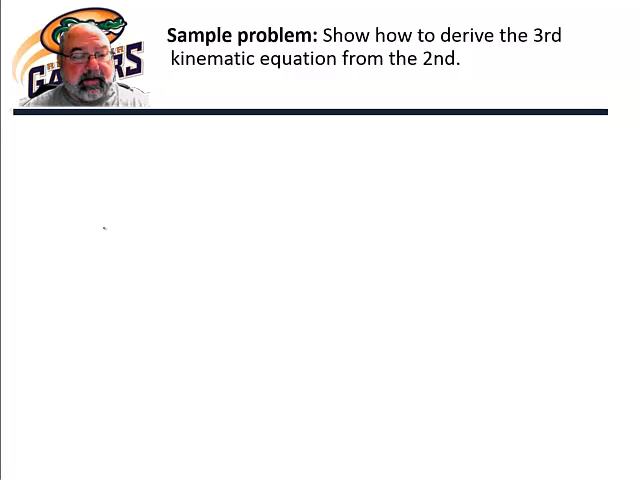 Sample problem: Show how to derive the 3rd
kinematic equation from the 2nd.